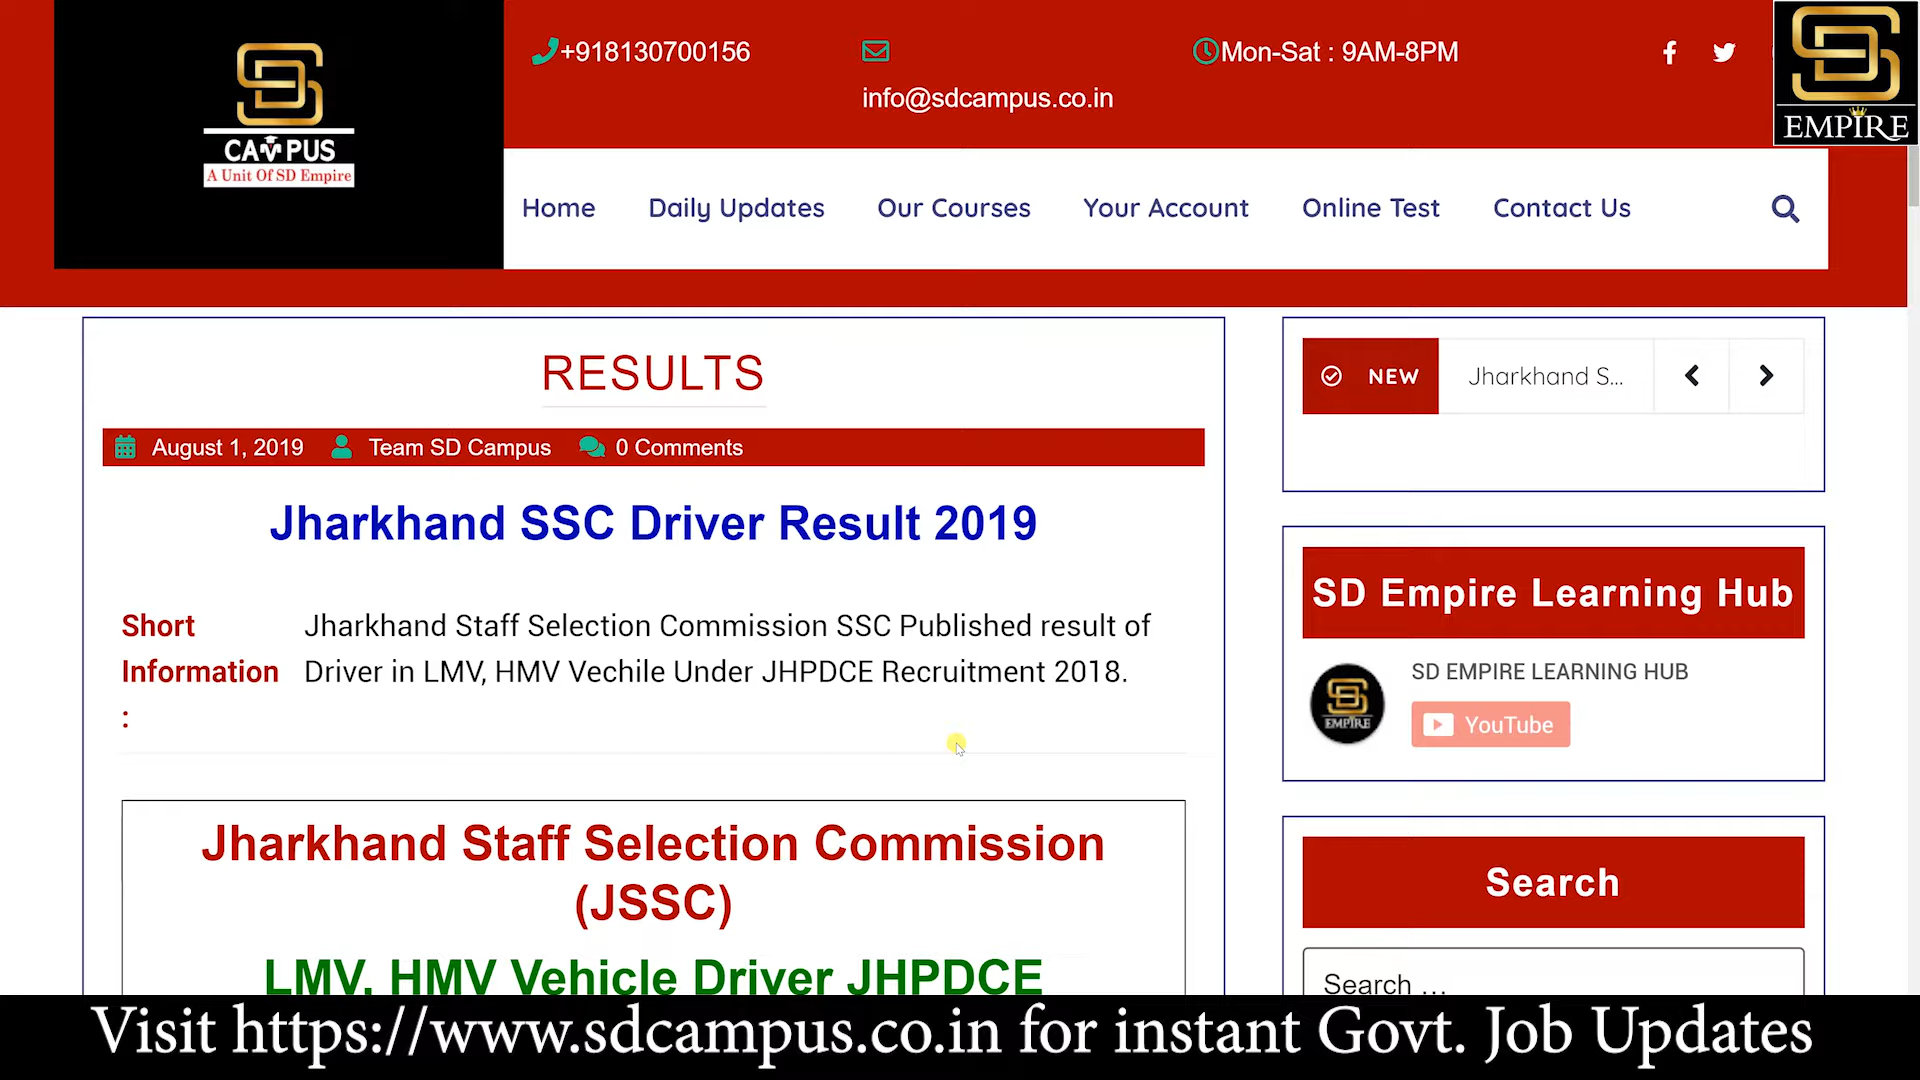 CAMPUS
A Unit Of SD Empire
+918130700156
info@sdcampus.co.in
Mon-Sat : 9AM-8PM
EMPIRE
Home
Daily Updates
Our Courses
Your Account
Online Test
Contact Us
RESULTS
August 1, 2019
Team SD Campus
0 Comments
Jharkhand SSC Driver Result 2019
Short
Information
:
Jharkhand Staff Selection Commission SSC Published result of
Driver in LMV, HMV Vechile Under JHPDCE Recruitment 2018.
Jharkhand Staff Selection Commission
(JSSC)
LMV, HMV Vehicle Driver JHPDCE
NEW
Jharkhand S...
SD Empire Learning Hub
SD EMPIRE LEARNING HUB
EMPIRE
YouTube
Search
Search ...
Visit https://www.sdcampus.co.in for instant Govt. Job Updates